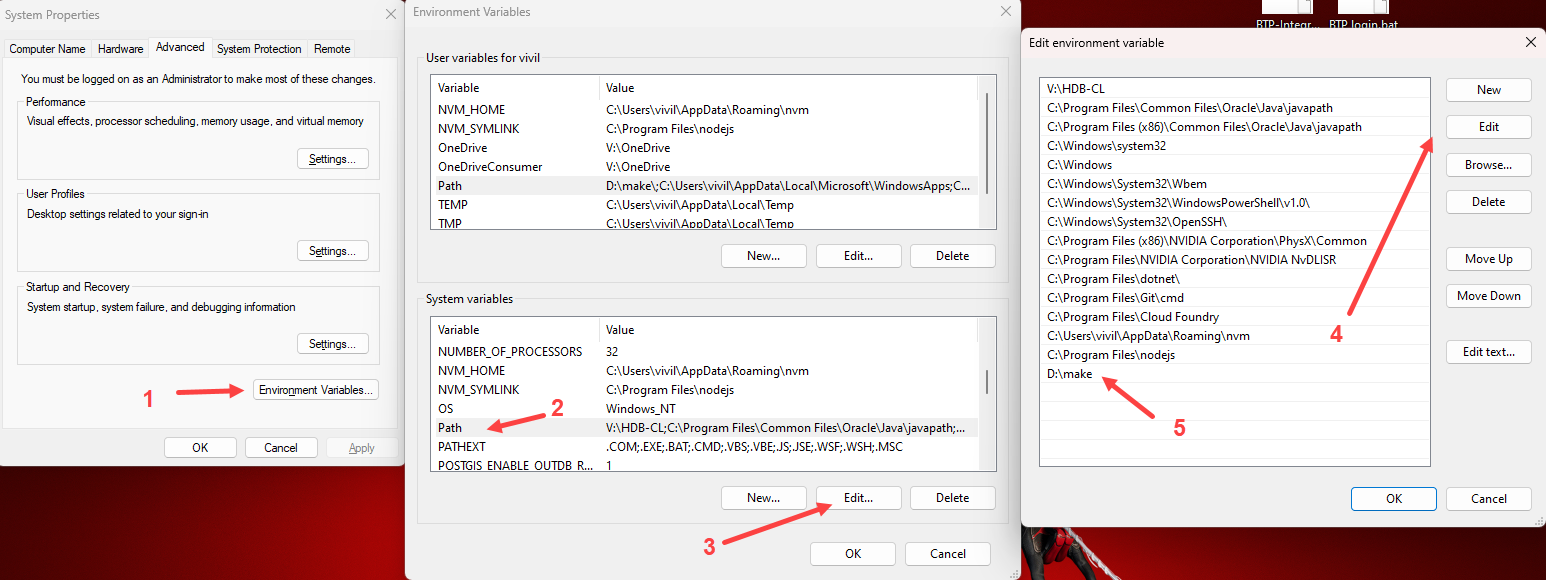 System Properties
Computer Name
Hardware
Advanced
System Protection
Remote
You must be logged on as an Administrator to make most of these changes.
Performance
Visual effects, processor scheduling, memory usage, and virtual memory
Settings...
User Profiles
Desktop settings related to your sign-in
Settings...
Startup and Recovery
System startup, system failure, and debugging information
Settings...
1
Environment Variables...
OK
Cancel
Apply
Environment Variables
User variables for vivil
Variable Value
NVM_HOME C:\Users\vivil\AppData\Roaming\nvm
NVM_SYMLINK C:\Program Files\nodejs
OneDrive V:\OneDrive
OneDriveConsumer V:\OneDrive
Path D:\make\;C:\Users\vivil\AppData\Local\Microsoft\WindowsApps;C...
TEMP C:\Users\vivil\AppData\Local\Temp
TMP C:\Users\vivil\AppData\Local\Temp
New...
Edit...
Delete
System variables
Variable Value
NUMBER_OF_PROCESSORS 32
NVM_HOME C:\Users\vivil\AppData\Roaming\nvm
NVM_SYMLINK C:\Program Files\nodejs
OS Windows_NT
2
Path V:\HDB-CL;C:\Program Files\Common Files\Oracle\Java\javapath;...
PATHEXT .COM;.EXE;.BAT;.CMD;.VBS;.VBE;.JS;.JSE;.WSF;.WSH;.MSC
POSTGIS_ENABLE_OUTDB_R... 1
New...
Edit...
Delete
3
OK
Cancel
BTP-Integr...
BTP login.bat
Edit environment variable
V:\HDB-CL
C:\Program Files\Common Files\Oracle\Java\javapath
C:\Program Files (x86)\Common Files\Oracle\Java\javapath
C:\Windows\system32
C:\Windows
C:\Windows\System32\Wbem
C:\Windows\System32\WindowsPowerShell\v1.0\
C:\Windows\System32\OpenSSH\
C:\Program Files (x86)\NVIDIA Corporation\PhysX\Common
C:\Program Files\NVIDIA Corporation\NVIDIA NvDLISR
C:\Program Files\dotnet\
C:\Program Files\Git\cmd
C:\Program Files\Cloud Foundry
C:\Users\vivil\AppData\Roaming\nvm
C:\Program Files\nodejs
D:\make
New
Edit
Browse...
Delete
Move Up
Move Down
4
Edit text...
5
OK
Cancel